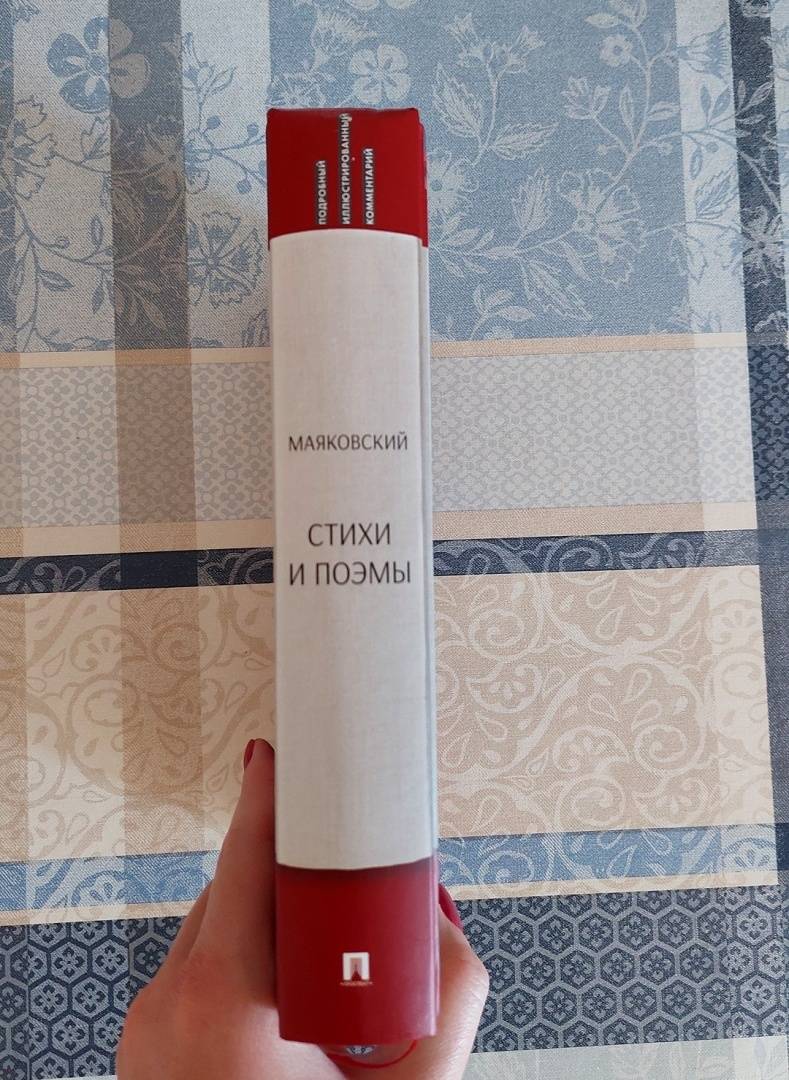 ПОДРОБНЫЙ
ИЛЛЮСТРИРОВАННЫЙ
КОММЕНТАРИЙ
МАЯКОВСКИЙ
СТИХИ
И ПОЭМЫ